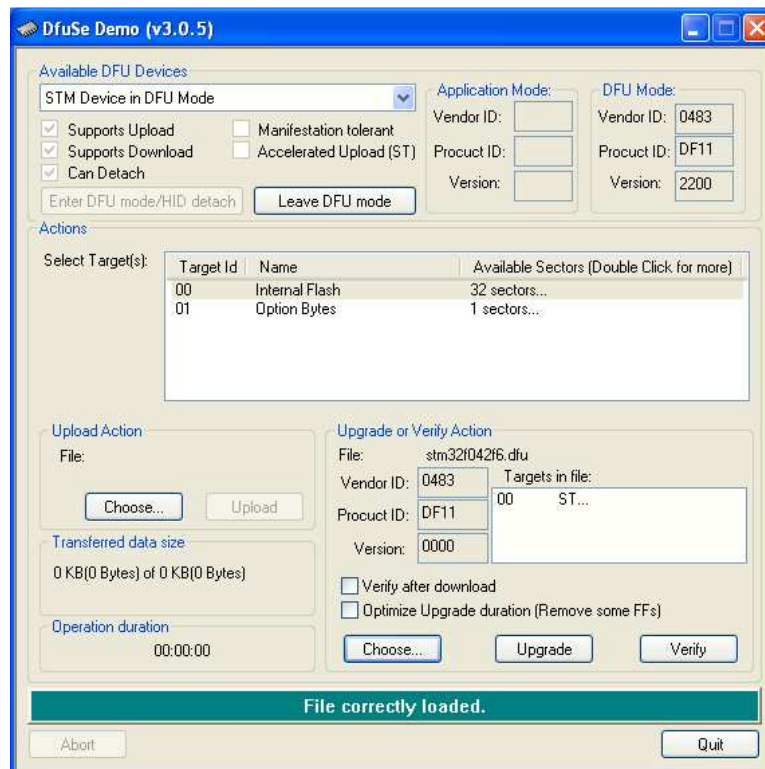 DfuSe Demo (v3.0.5)
Available DFU Devices
STM Device in DFU Mode
Supports Upload
Manifestation tolerant
Supports Download
Accelerated Upload (ST)
Can Detach
Enter DFU mode/HID detach
Leave DFU mode
Application Mode:
Vendor ID:
Procuct ID:
Version:
DFU Mode:
Vendor ID: 0483
Procuct ID: DF11
Version: 2200
Actions
Select Target(s):
Target Id Name Available Sectors (Double Click for more)
00 Internal Flash 32 sectors...
01 Option Bytes 1 sectors...
Upload Action
File:
Choose...
Upload
Transferred data size
0 KB(0 Bytes) of 0 KB(0 Bytes)
Operation duration
00:00:00
Upgrade or Verify Action
File: stm32f042f6.dfu
Vendor ID: 0483
Procuct ID: DF11
Version: 0000
Targets in file:
00 ST...
Verify after download
Optimize Upgrade duration (Remove some FFs)
Choose...
Upgrade
Verify
File correctly loaded.
Abort
Quit